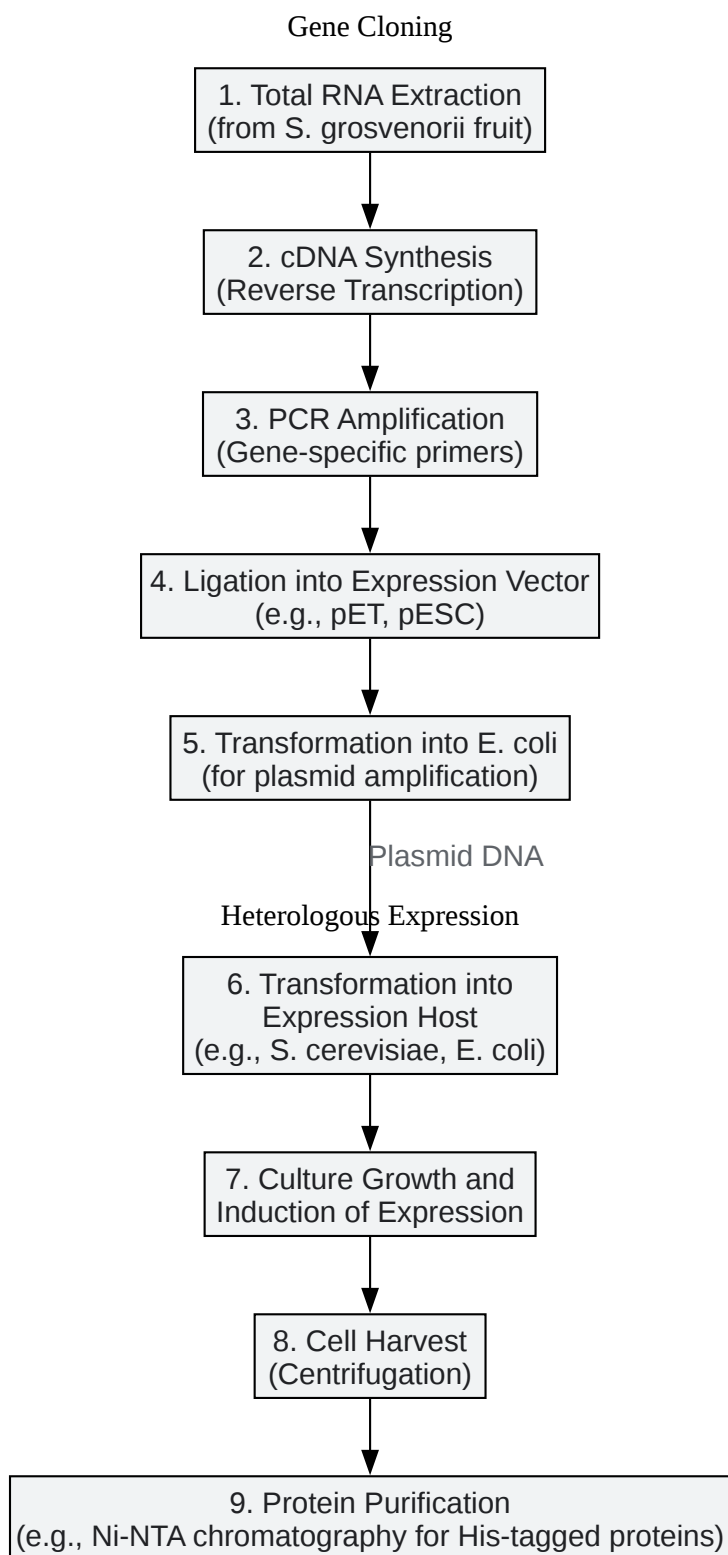 Gene Cloning
1. Total RNA Extraction
(from S. grosvenorii fruit)
2. cDNA Synthesis
(Reverse Transcription)
3. PCR Amplification
(Gene-specific primers)
4. Ligation into Expression Vector
(e.g., pET, pESC)
5. Transformation into E. coli
(for plasmid amplification)
Plasmid DNA
Heterologous Expression
6. Transformation into
Expression Host
(e.g., S. cerevisiae, E. coli)
7. Culture Growth and
Induction of Expression
8. Cell Harvest
(Centrifugation)
9. Protein Purification
(e.g., Ni-NTA chromatography for His-tagged proteins)